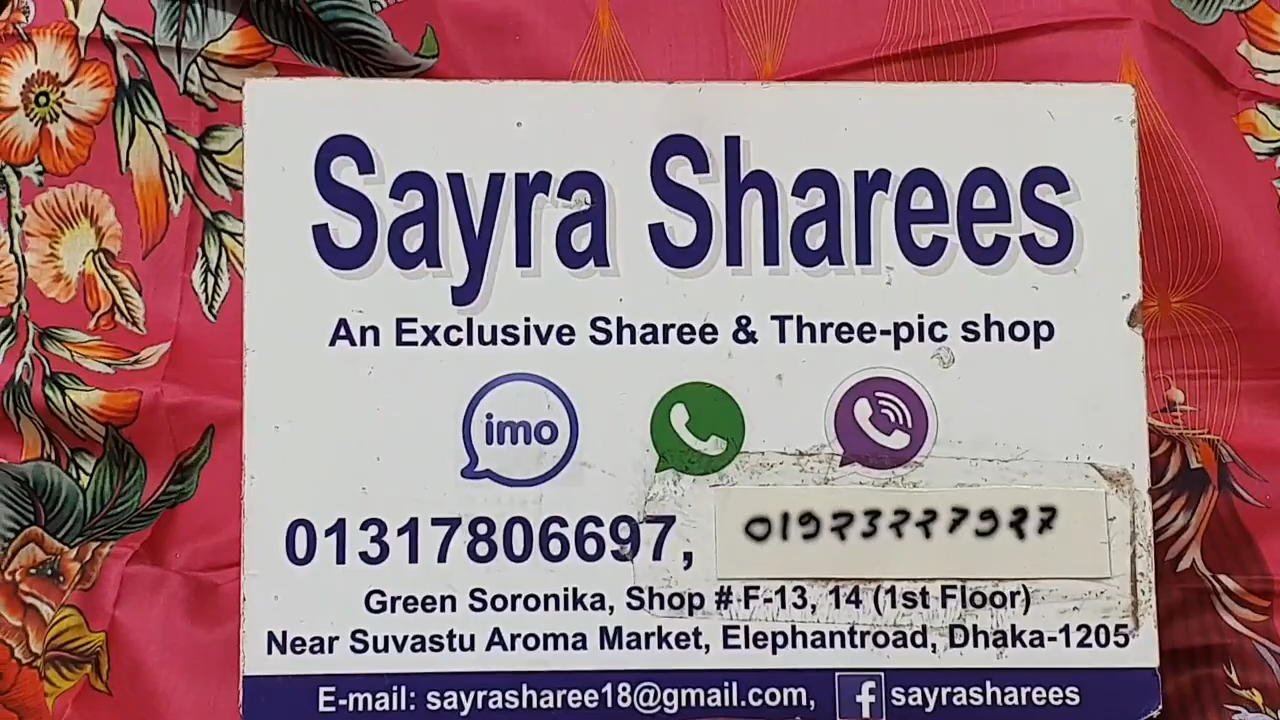 Sayra Sharees
An Exclusive Sharee & Three-pic shop
imo
01317806697, 01923227927
Green Soronika, Shop # F-13, 14 (1st Floor)
Near Suvastu Aroma Market, Elephantroad, Dhaka-1205
E-mail: sayrasharee18@gmail.com, f sayrasharees